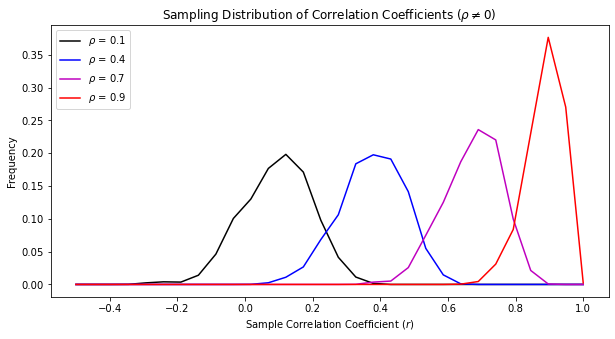 Sampling Distribution of Correlation Coefficients (ρ ≠ 0)
ρ = 0.1
ρ = 0.4
ρ = 0.7
ρ = 0.9
Frequency
0.35
0.30
0.25
0.20
0.15
0.10
0.05
0.00
−0.4 −0.2 0.0 0.2 0.4 0.6 0.8 1.0
Sample Correlation Coefficient (r)